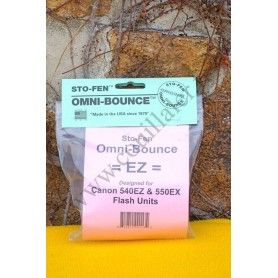 STO-FEN™
OMNI-BOUNCE™
"Made in the USA since 1979"
Sto-Fen
Omni-Bounce
= EZ =
Designed for
Canon 540EZ & 550EX
Flash Units